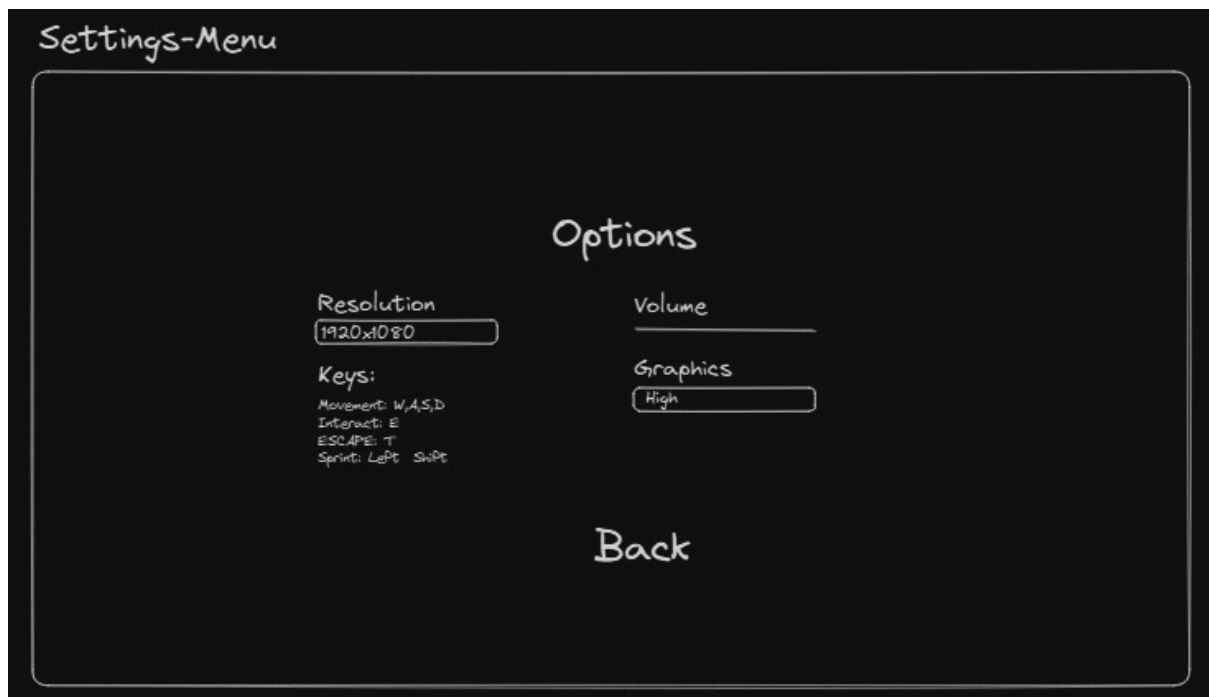 Settings-Menu
Options
Resolution
1920x1080
Keys:
Movement: W,A,S,D
Interact: E
ESCAPE: T
Sprint: Left Shift
Volume
Graphics
High
Back